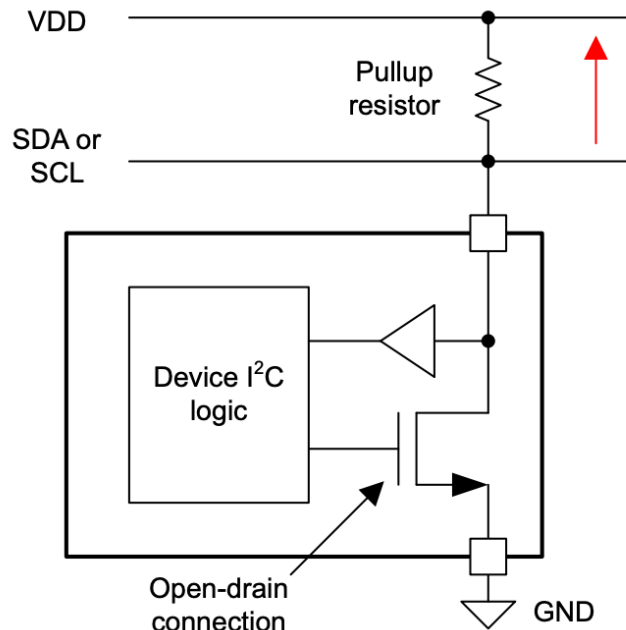 VDD
Pullup
resistor
SDA or
SCL
Device I²C
logic
Open-drain
connection
GND